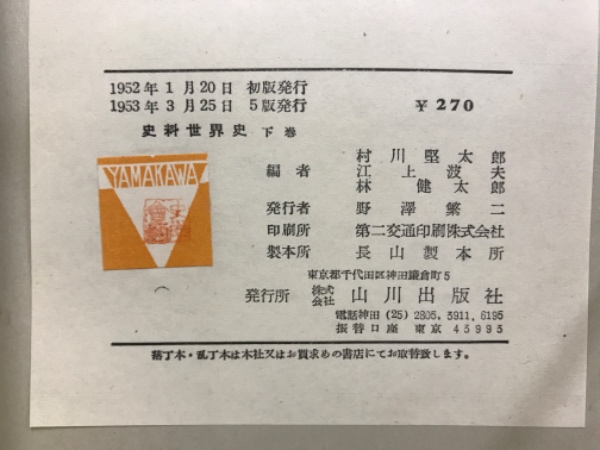 1952年1月20日 初版発行
1953年3月25日 5版発行
¥270
史料世界史 下巻
YAMAKAWA
編者
村川堅太郎
江上波夫
林健太郎
発行者 野澤繁二
印刷所 第二交通印刷株式会社
製本所 長山製本所
東京都千代田区神田鎌倉町5
発行所 株式会社 山川出版社
電話神田(25)2805,3911,6195
振替口座 東京 43993
落丁本・乱丁本は本社又はお買求めの書店にてお取替致します。